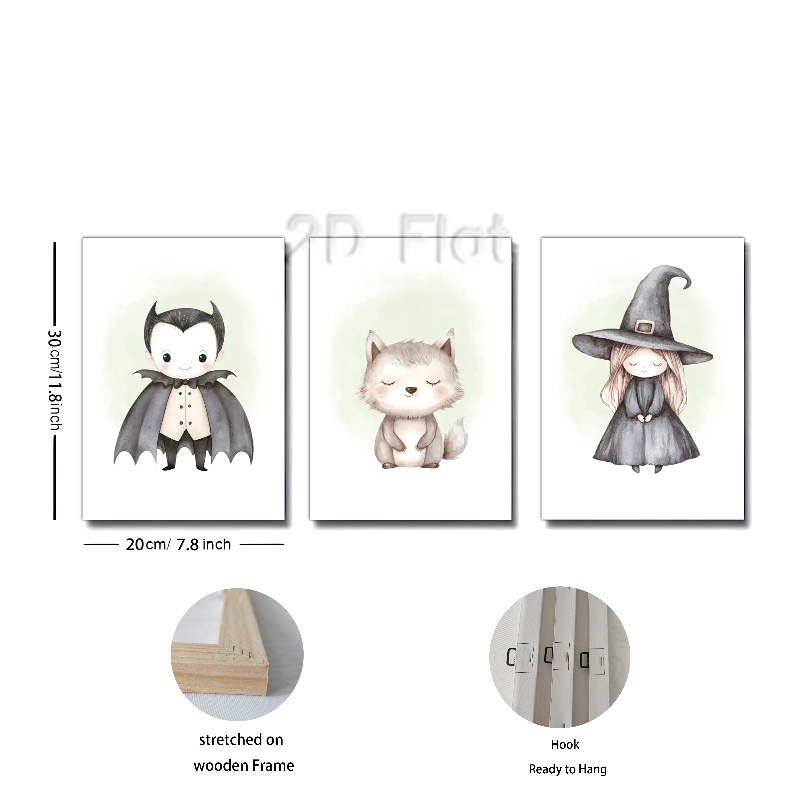 2D Flat
30cm/11.8inch
20cm/ 7.8 inch
stretched on
wooden Frame
Hook
Ready to Hang